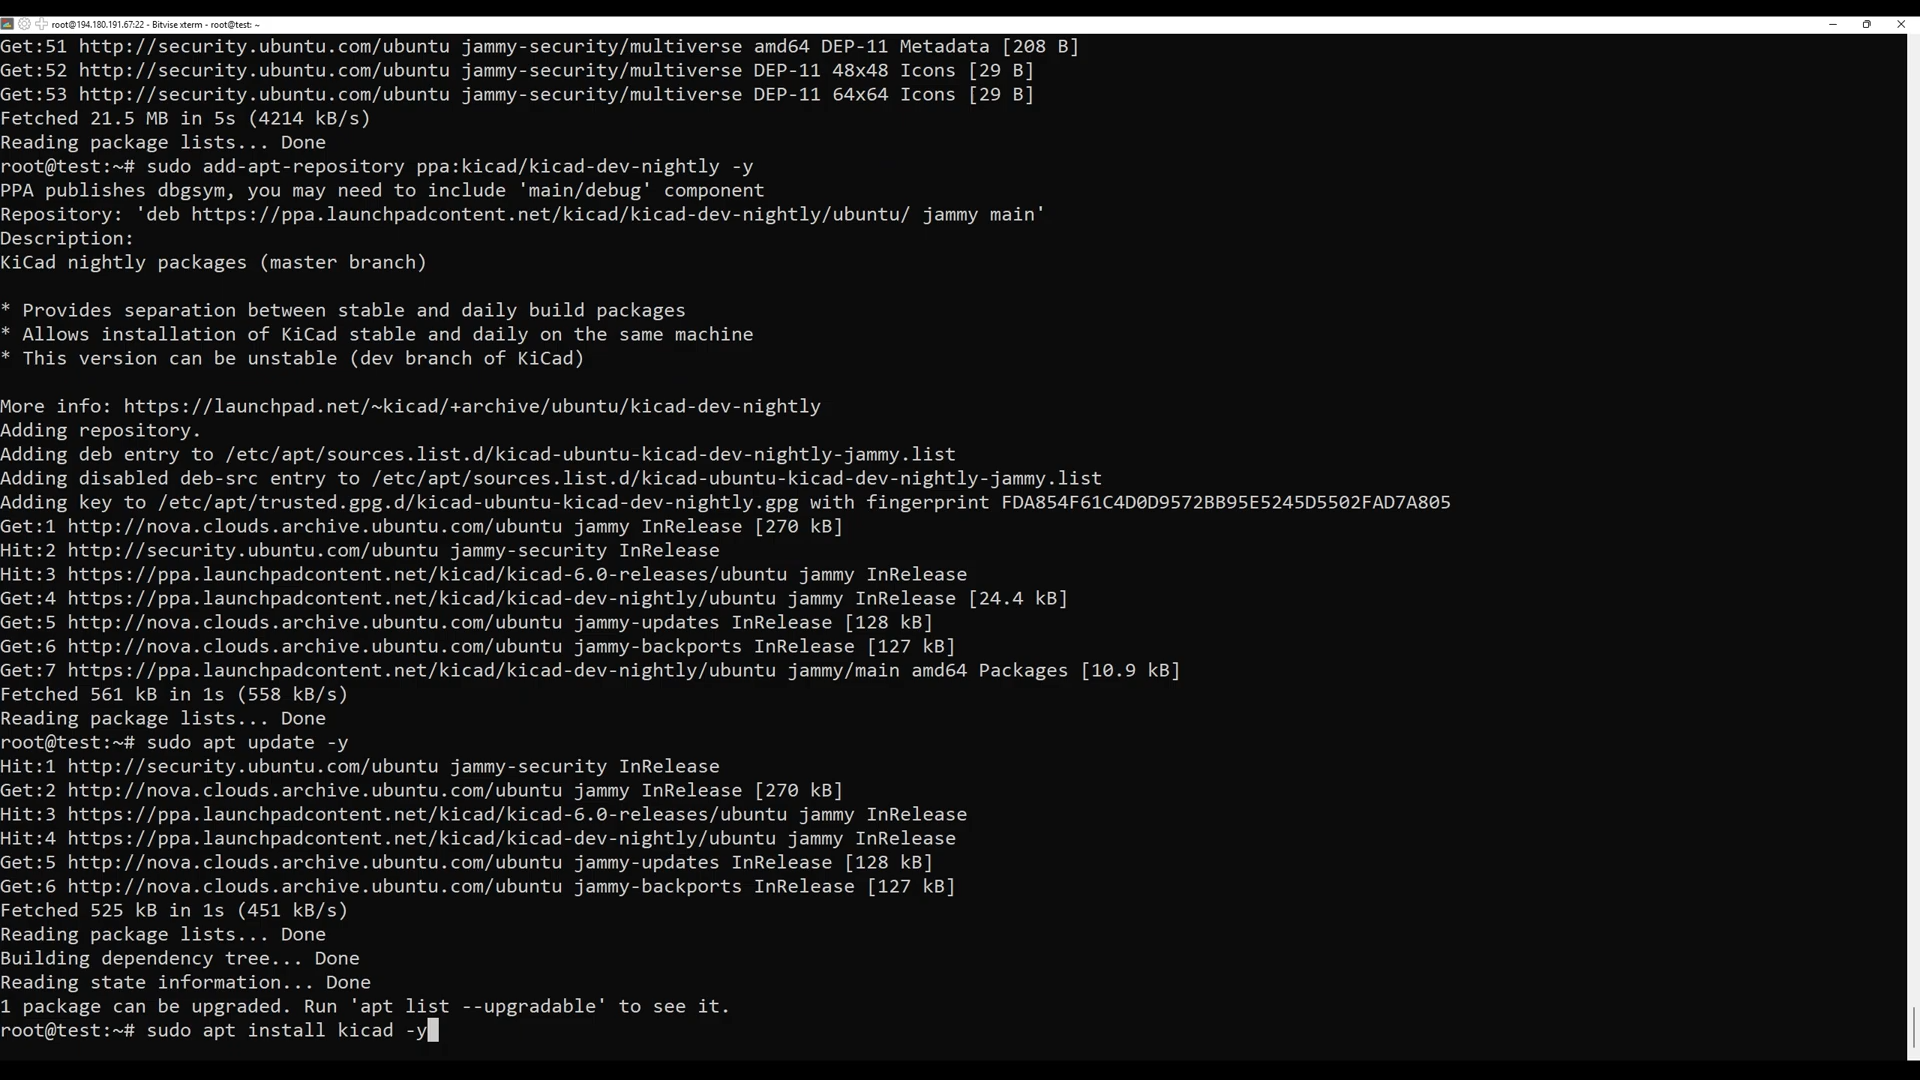 root@194.180.191.67:22 - Bitvise xterm - root@test: ~
Get:51 http://security.ubuntu.com/ubuntu jammy-security/multiverse amd64 DEP-11 Metadata [208 B]
Get:52 http://security.ubuntu.com/ubuntu jammy-security/multiverse DEP-11 48x48 Icons [29 B]
Get:53 http://security.ubuntu.com/ubuntu jammy-security/multiverse DEP-11 64x64 Icons [29 B]
Fetched 21.5 MB in 5s (4214 kB/s)
Reading package lists... Done
root@test:~# sudo add-apt-repository ppa:kicad/kicad-dev-nightly -y
PPA publishes dbgsym, you may need to include 'main/debug' component
Repository: 'deb https://ppa.launchpadcontent.net/kicad/kicad-dev-nightly/ubuntu/ jammy main'
Description:
KiCad nightly packages (master branch)
* Provides separation between stable and daily build packages
* Allows installation of KiCad stable and daily on the same machine
* This version can be unstable (dev branch of KiCad)
More info: https://launchpad.net/~kicad/+archive/ubuntu/kicad-dev-nightly
Adding repository.
Adding deb entry to /etc/apt/sources.list.d/kicad-ubuntu-kicad-dev-nightly-jammy.list
Adding disabled deb-src entry to /etc/apt/sources.list.d/kicad-ubuntu-kicad-dev-nightly-jammy.list
Adding key to /etc/apt/trusted.gpg.d/kicad-ubuntu-kicad-dev-nightly.gpg with fingerprint FDA854F61C4D0D9572BB95E5245D5502FAD7A805
Get:1 http://nova.clouds.archive.ubuntu.com/ubuntu jammy InRelease [270 kB]
Hit:2 http://security.ubuntu.com/ubuntu jammy-security InRelease
Hit:3 https://ppa.launchpadcontent.net/kicad/kicad-6.0-releases/ubuntu jammy InRelease
Get:4 https://ppa.launchpadcontent.net/kicad/kicad-dev-nightly/ubuntu jammy InRelease [24.4 kB]
Get:5 http://nova.clouds.archive.ubuntu.com/ubuntu jammy-updates InRelease [128 kB]
Get:6 http://nova.clouds.archive.ubuntu.com/ubuntu jammy-backports InRelease [127 kB]
Get:7 https://ppa.launchpadcontent.net/kicad/kicad-dev-nightly/ubuntu jammy/main amd64 Packages [10.9 kB]
Fetched 561 kB in 1s (558 kB/s)
Reading package lists... Done
root@test:~# sudo apt update -y
Hit:1 http://security.ubuntu.com/ubuntu jammy-security InRelease
Get:2 http://nova.clouds.archive.ubuntu.com/ubuntu jammy InRelease [270 kB]
Hit:3 https://ppa.launchpadcontent.net/kicad/kicad-6.0-releases/ubuntu jammy InRelease
Hit:4 https://ppa.launchpadcontent.net/kicad/kicad-dev-nightly/ubuntu jammy InRelease
Get:5 http://nova.clouds.archive.ubuntu.com/ubuntu jammy-updates InRelease [128 kB]
Get:6 http://nova.clouds.archive.ubuntu.com/ubuntu jammy-backports InRelease [127 kB]
Fetched 525 kB in 1s (451 kB/s)
Reading package lists... Done
Building dependency tree... Done
Reading state information... Done
1 package can be upgraded. Run 'apt list --upgradable' to see it.
root@test:~# sudo apt install kicad -y